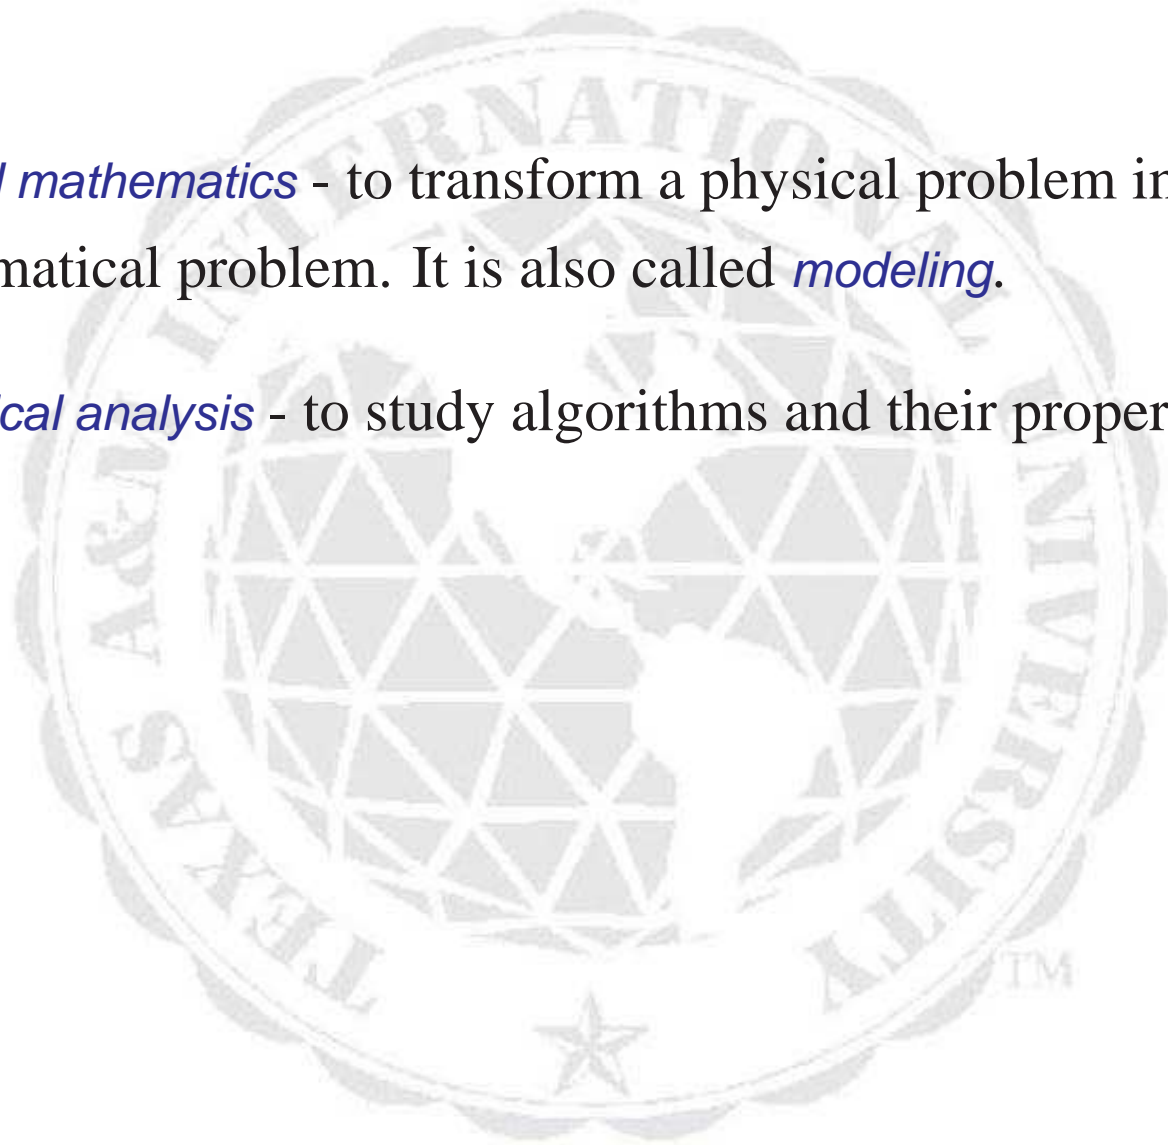 l mathematics - to transform a physical problem in
matical problem. It is also called modeling.
ical analysis - to study algorithms and their proper
TEXAS A&M INTERNATIONAL UNIVERSITY
TM